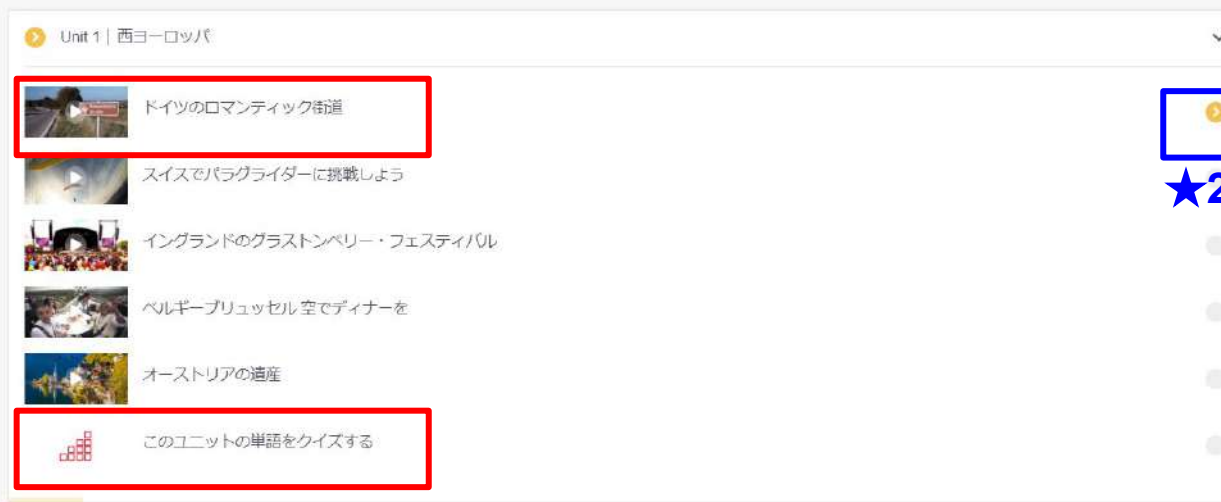 Unit 1 | 西ヨーロッパ
ドイツのロマンティック街道
スイスでパラグライダーに挑戦しよう
★2
イングランドのグラストンベリー・フェスティバル
ベルギーブリュッセル 空でディナーを
オーストリアの遺産
このユニットの単語をクイズする